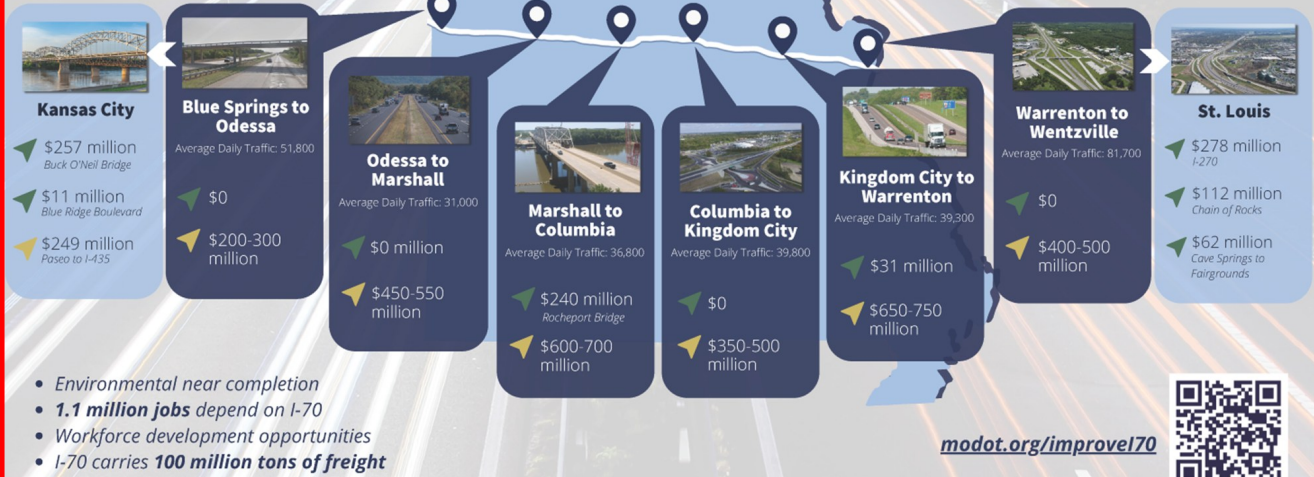 Kansas City
$257 million
Buck O'Neil Bridge
$11 million
Blue Ridge Boulevard
$249 million
Paseo to I-435
Blue Springs to
Odessa
Average Daily Traffic: 51,800
$0
$200-300
million
Odessa to
Marshall
Average Daily Traffic: 31,000
$0 million
$450-550
million
Marshall to
Columbia
Average Daily Traffic: 36,800
$240 million
Rocheport Bridge
$600-700
million
Columbia to
Kingdom City
Average Daily Traffic: 39,800
$0
$350-500
million
Kingdom City to
Warrenton
Average Daily Traffic: 39,300
$31 million
$650-750
million
Warrenton to
Wentzville
Average Daily Traffic: 81,700
$0
$400-500
million
St. Louis
$278 million
I-270
$112 million
Chain of Rocks
$62 million
Cave Springs to
Fairgrounds
• Environmental near completion
• 1.1 million jobs depend on I-70
• Workforce development opportunities
• I-70 carries 100 million tons of freight
modot.org/improveI70